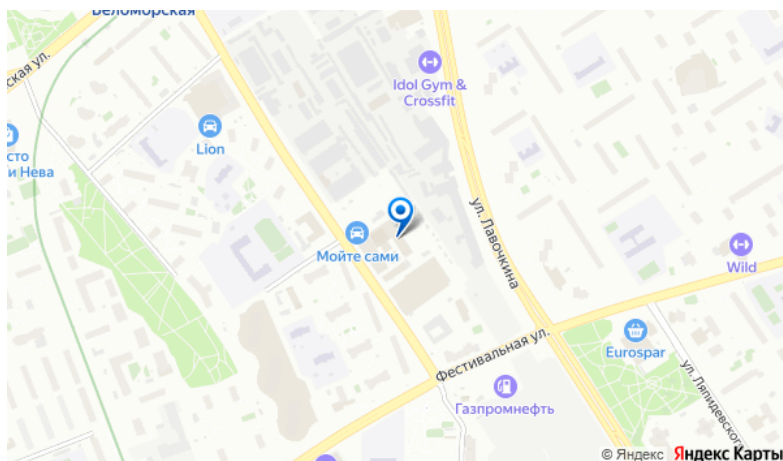 Беломорская
ская ул.
Idol Gym &
Crossfit
Lion
сто
и Нева
ул. Лавочкина
Мойте сами
Wild
Фестивальная ул.
Eurospar
ул. Ляпидевского
Газпромнефть
© Яндекс Яндекс Карты